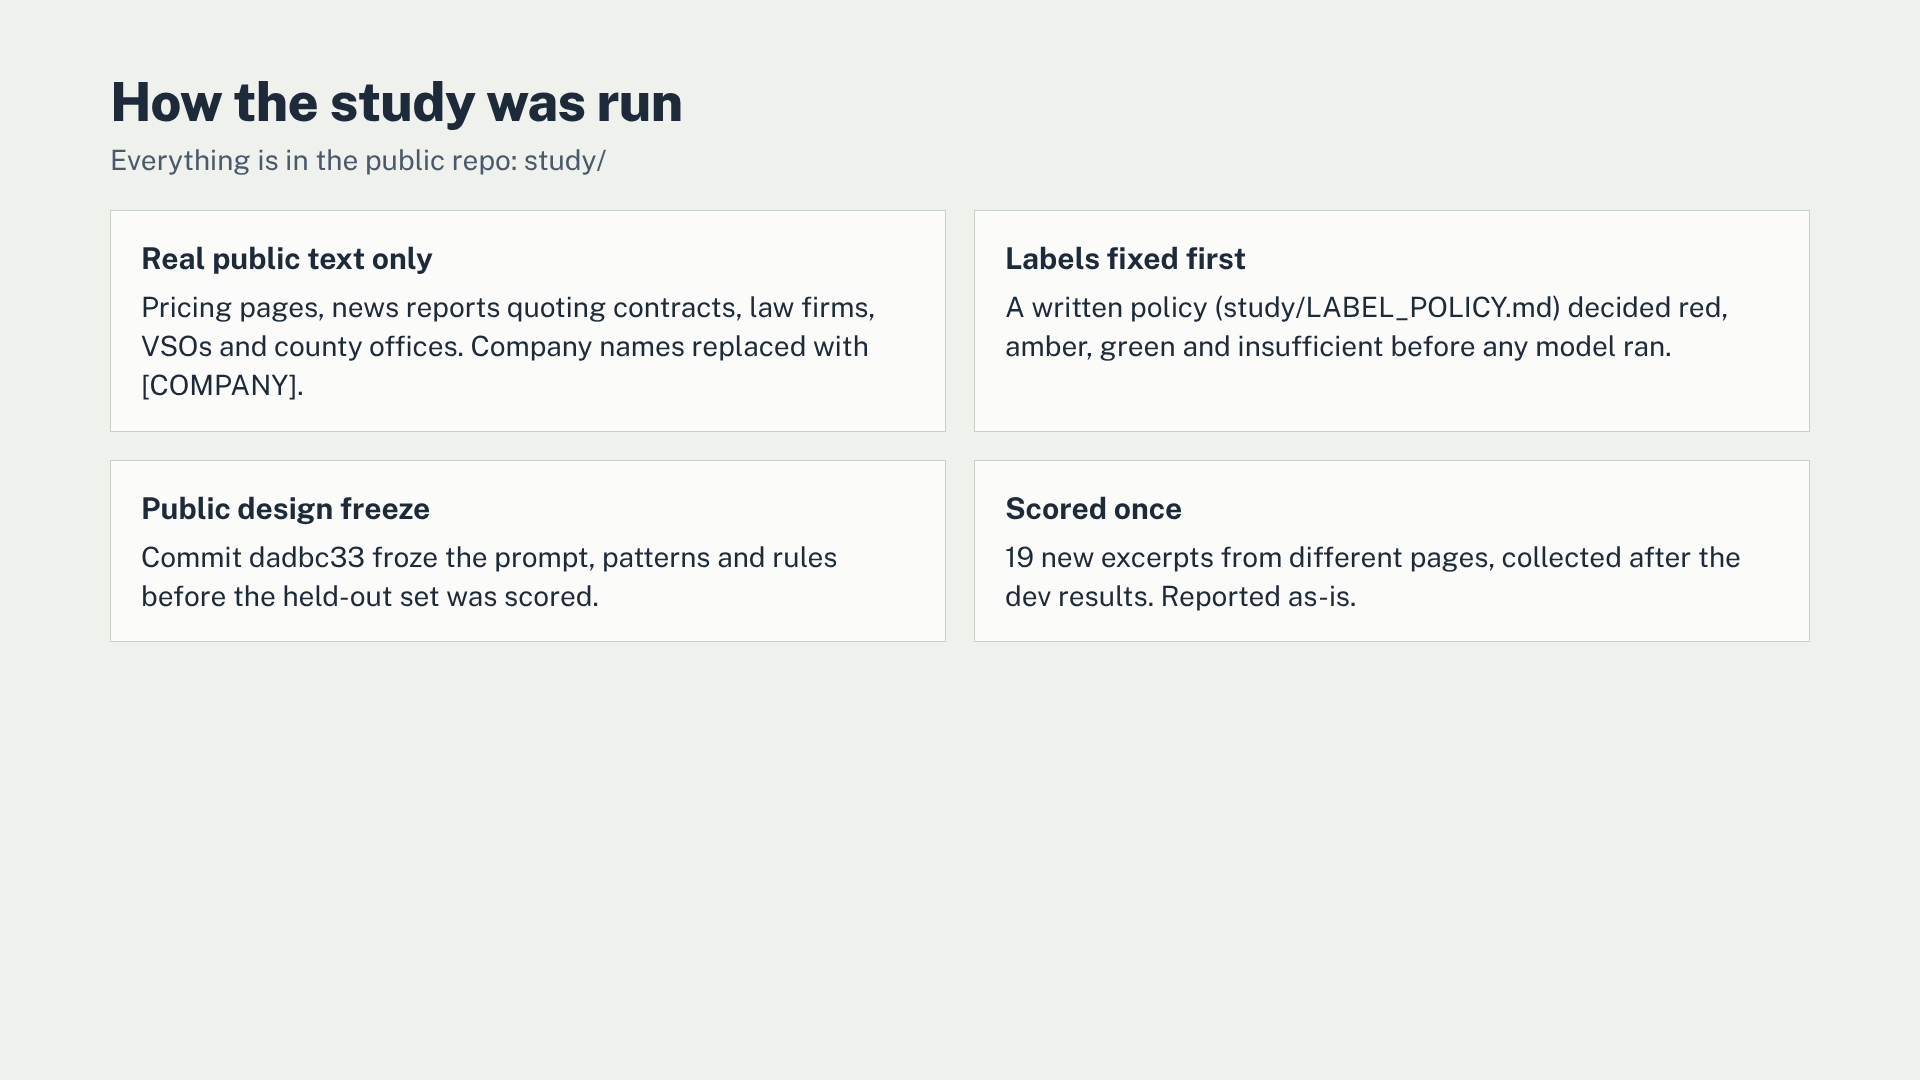 How the study was run
Everything is in the public repo: study/
Real public text only
Pricing pages, news reports quoting contracts, law firms,
VSOs and county offices. Company names replaced with
[COMPANY].
Labels fixed first
A written policy (study/LABEL_POLICY.md) decided red,
amber, green and insufficient before any model ran.
Public design freeze
Commit dadbc33 froze the prompt, patterns and rules
before the held-out set was scored.
Scored once
19 new excerpts from different pages, collected after the
dev results. Reported as-is.